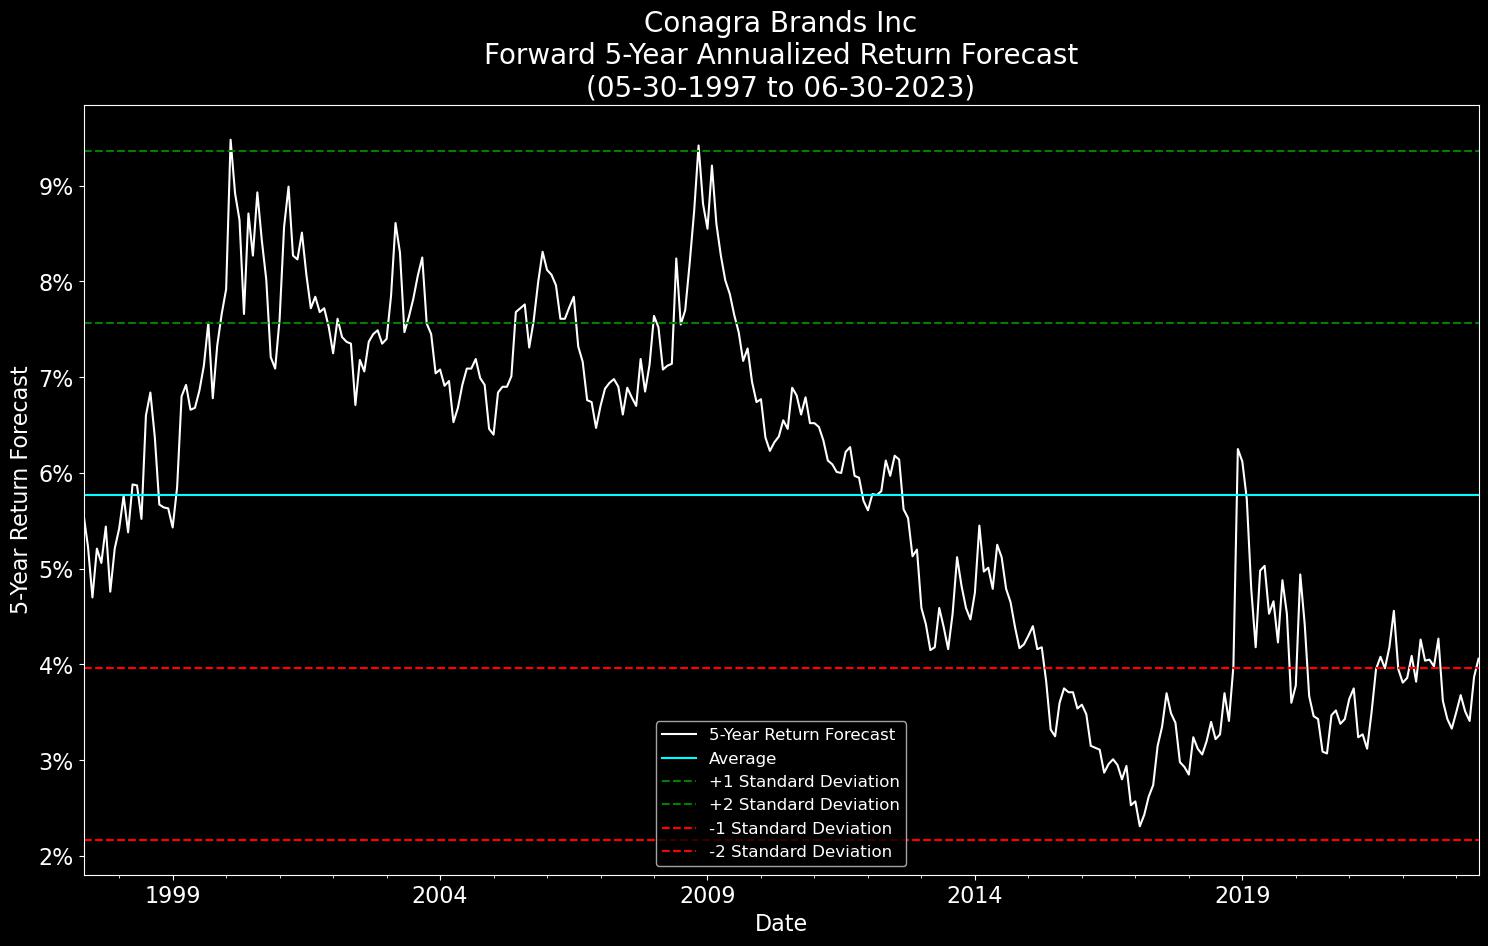 Conagra Brands Inc
Forward 5-Year Annualized Return Forecast
(05-30-1997 to 06-30-2023)
5-Year Return Forecast
9%
8%
7%
6%
5%
4%
3%
2%
5-Year Return Forecast
Average
+1 Standard Deviation
+2 Standard Deviation
-1 Standard Deviation
-2 Standard Deviation
1999
2004
2009
2014
2019
Date